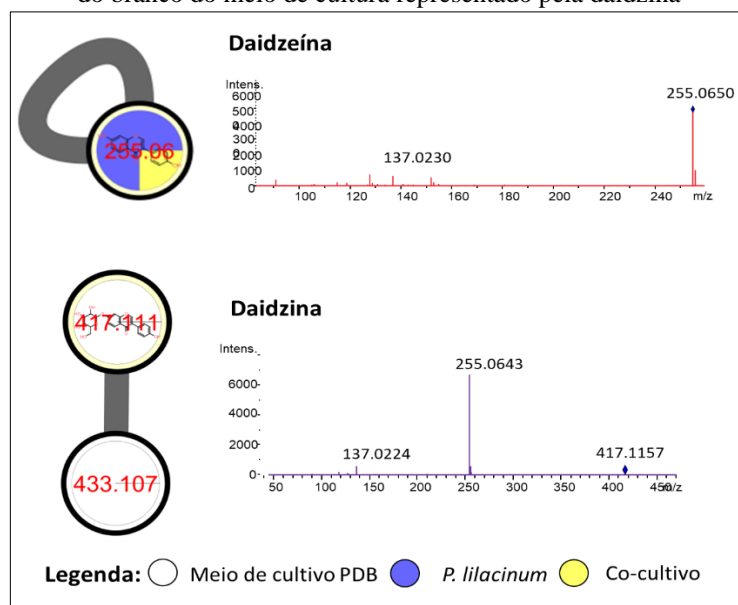 do branco do meio de cultura representado pela daidzina
Daidzeína
Intens.
6000
500
0
4000
3000
2000
1000
0
255.0650
137.0230
100 120 140 160 180 200 220 240 m/z
255.06
Daidzina
417.111
Intens.
6000
4000
2000
0
255.0643
137.0224
417.1157
50 100 150 200 250 300 350 400 450 m/z
433.107
Legenda: Meio de cultivo PDB P. lilacinum Co-cultivo